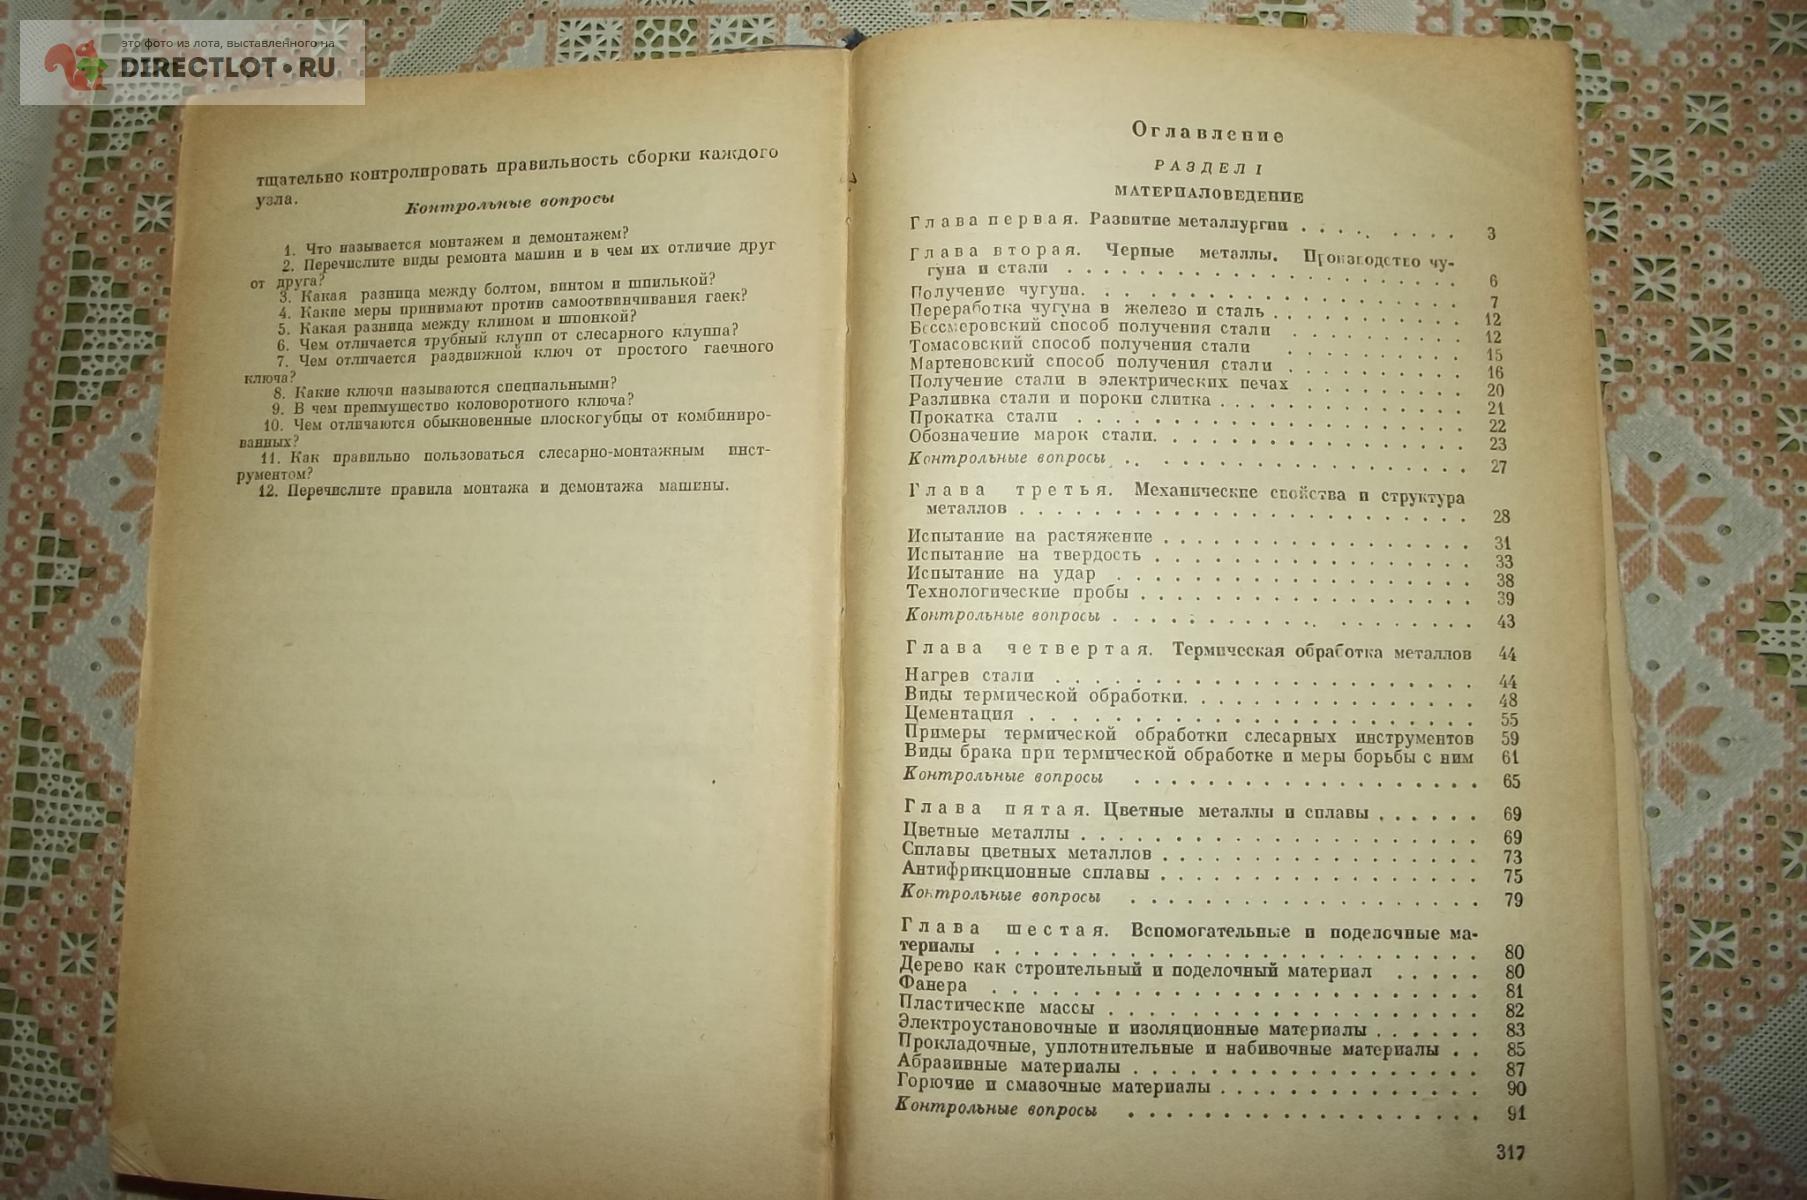 это фото из лота, выставленного на
DIRECTLOT.RU
тщательно контролировать правильность сборки каждого
узла.
Контрольные вопросы
1. Что называется монтажем и демонтажем?
2. Перечислите виды ремонта машин и в чем их отличие друг
от друга?
3. Какая разница между болтом, винтом и шпилькой?
4. Какие меры принимают против самоотвинчивания гаек?
5. Какая разница между клином и шпонкой?
6. Чем отличается трубный клупп от слесарного клуппа?
7. Чем отличается раздвижной ключ от простого гаечного
ключа?
8. Какие ключи называются специальными?
9. В чем преимущество коловоротного ключа?
10. Чем отличаются обыкновенные плоскогубцы от комбиниро-
ванных?
11. Как правильно пользоваться слесарно-монтажным инст-
рументом?
12. Перечислите правила монтажа и демонтажа машины.
Оглавление
РАЗДЕЛ I
МАТЕРИАЛОВЕДЕНИЕ
Глава первая. Развитие металлургии . . . . . . . . 3
Глава вторая. Черные металлы. Производство чу-
гуна и стали . . . . . . . . . . . . . . . . . . 6
Получение чугуна. . . . . . . . . . . . . . . . . 7
Переработка чугуна в железо и сталь . . . . . . . . 12
Бессмеровский способ получения стали . . . . . . . 12
Томасовский способ получения стали . . . . . . . . 15
Мартеновский способ получения стали . . . . . . . 16
Получение стали в электрических печах . . . . . . . 20
Разливка стали и пороки слитка . . . . . . . . . . 21
Прокатка стали . . . . . . . . . . . . . . . . . 22
Обозначение марок стали. . . . . . . . . . . . . . 23
Контрольные вопросы . . . . . . . . . . . . . . . 27
Глава третья. Механические свойства и структура
металлов . . . . . . . . . . . . . . . . . . . . 28
Испытание на растяжение . . . . . . . . . . . . . 31
Испытание на твердость . . . . . . . . . . . . . . 33
Испытание на удар . . . . . . . . . . . . . . . . 38
Технологические пробы . . . . . . . . . . . . . . 39
Контрольные вопросы . . . . . . . . . . . . . . . 43
Глава четвертая. Термическая обработка металлов 44
Нагрев стали . . . . . . . . . . . . . . . . . . 44
Виды термической обработки. . . . . . . . . . . . 48
Цементация . . . . . . . . . . . . . . . . . . . 55
Примеры термической обработки слесарных инструментов 59
Виды брака при термической обработке и меры борьбы с ним 61
Контрольные вопросы . . . . . . . . . . . . . . . 65
Глава пятая. Цветные металлы и сплавы . . . . . . 69
Цветные металлы . . . . . . . . . . . . . . . . . 69
Сплавы цветных металлов . . . . . . . . . . . . . 73
Антифрикционные сплавы . . . . . . . . . . . . . 75
Контрольные вопросы . . . . . . . . . . . . . . . 79
Глава шестая. Вспомогательные и поделочные ма-
териалы . . . . . . . . . . . . . . . . . . . . . 80
Дерево как строительный и поделочный материал . . . . . 80
Фанера . . . . . . . . . . . . . . . . . . . . . 81
Пластические массы . . . . . . . . . . . . . . . . 82
Электроустановочные и изоляционные материалы . . . . . . 83
Прокладочные, уплотнительные и набивочные материалы . . 85
Абразивные материалы . . . . . . . . . . . . . . . 87
Горючие и смазочные материалы . . . . . . . . . . 90
Контрольные вопросы . . . . . . . . . . . . . . . 91
317